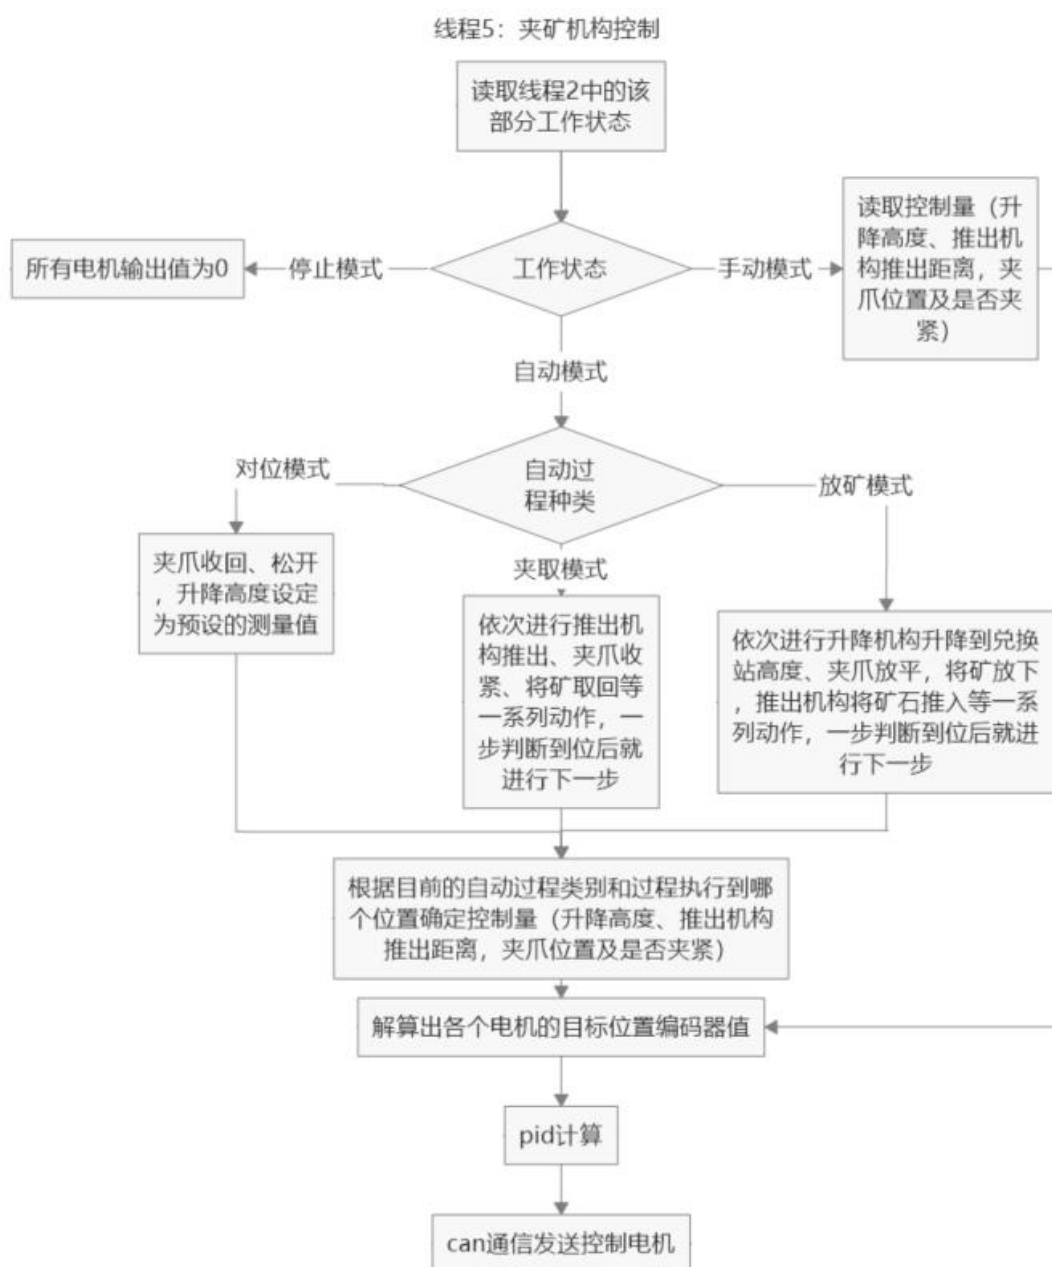 线程5：夹矿机构控制
读取线程2中的该
部分工作状态
所有电机输出值为0
停止模式
工作状态
手动模式
读取控制量（升
降高度、推出机
构推出距离，夹
爪位置及是否夹
紧）
自动模式
对位模式
自动过
程种类
放矿模式
夹爪收回、松开
，升降高度设定
为预设的测量值
夹取模式
依次进行推出机
构推出、夹爪收
紧、将矿取回等
一系列动作，一
步判断到位后就
进行下一步
依次进行升降机构升降到兑换
站高度、夹爪放平，将矿放下
，推出机构将矿石推入等一系
列动作，一步判断到位后就进
行下一步
根据目前的自动过程类别和过程执行到哪
个位置确定控制量（升降高度、推出机构
推出距离，夹爪位置及是否夹紧）
解算出各个电机的目标位置编码器值
pid计算
can通信发送控制电机